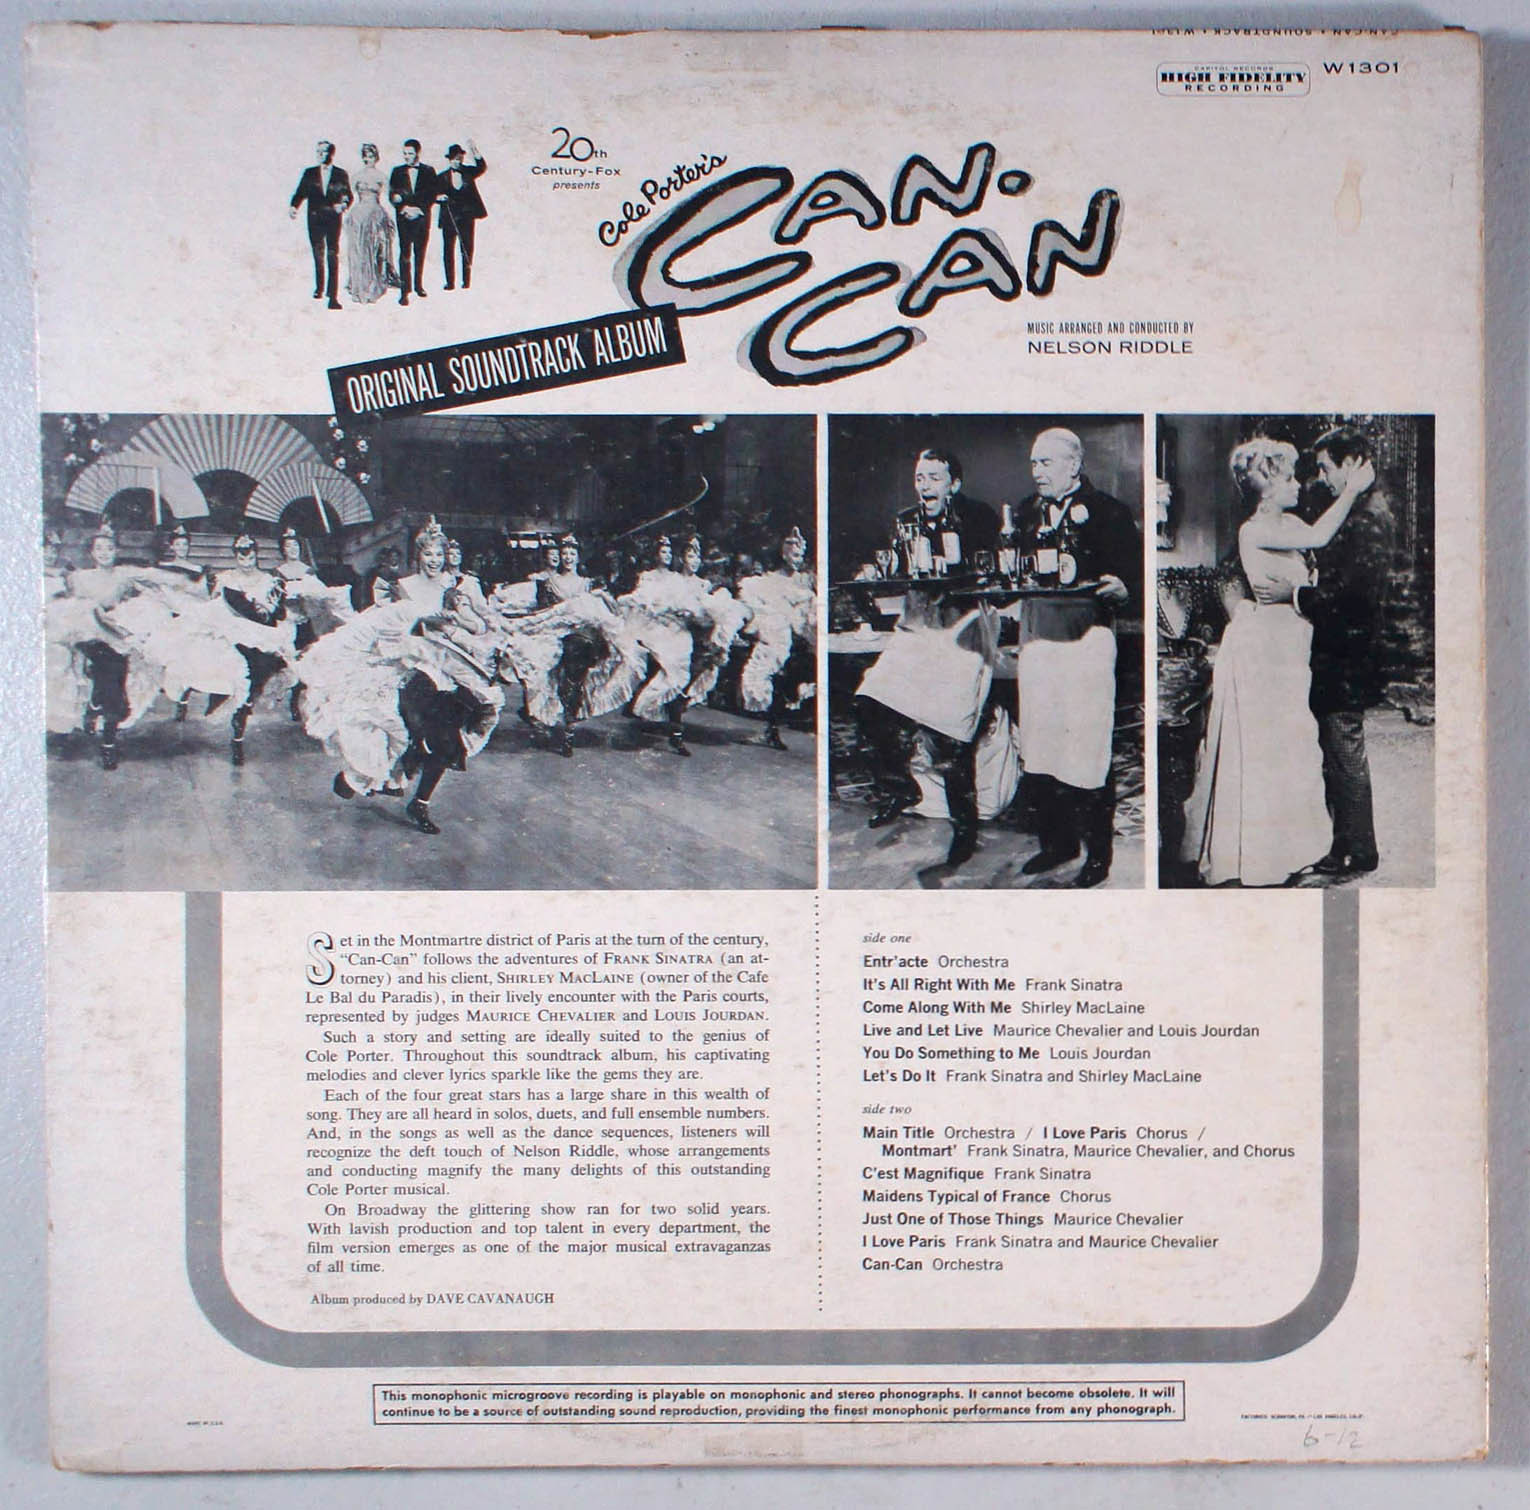 CAN-CAN • SOUNDTRACK • W1301
CAPITOL RECORDS
HIGH FIDELITY
RECORDING
W1301
20th
Century-Fox
presents
Cole Porter's
CAN-
CAN
ORIGINAL SOUNDTRACK ALBUM
MUSIC ARRANGED AND CONDUCTED BY
NELSON RIDDLE
Set in the Montmartre district of Paris at the turn of the century,
"Can-Can" follows the adventures of FRANK SINATRA (an at-
torney) and his client, SHIRLEY MACLAINE (owner of the Cafe
Le Bal du Paradis), in their lively encounter with the Paris courts,
represented by judges MAURICE CHEVALIER and LOUIS JOURDAN.
Such a story and setting are ideally suited to the genius of
Cole Porter. Throughout this soundtrack album, his captivating
melodies and clever lyrics sparkle like the gems they are.
Each of the four great stars has a large share in this wealth of
song. They are all heard in solos, duets, and full ensemble numbers.
And, in the songs as well as the dance sequences, listeners will
recognize the deft touch of Nelson Riddle, whose arrangements
and conducting magnify the many delights of this outstanding
Cole Porter musical.
On Broadway the glittering show ran for two solid years.
With lavish production and top talent in every department, the
film version emerges as one of the major musical extravaganzas
of all time.
Album produced by DAVE CAVANAUGH
side one
Entr'acte Orchestra
It's All Right With Me Frank Sinatra
Come Along With Me Shirley MacLaine
Live and Let Live Maurice Chevalier and Louis Jourdan
You Do Something to Me Louis Jourdan
Let's Do It Frank Sinatra and Shirley MacLaine
side two
Main Title Orchestra / I Love Paris Chorus /
Montmart' Frank Sinatra, Maurice Chevalier, and Chorus
C'est Magnifique Frank Sinatra
Maidens Typical of France Chorus
Just One of Those Things Maurice Chevalier
I Love Paris Frank Sinatra and Maurice Chevalier
Can-Can Orchestra
This monophonic microgroove recording is playable on monophonic and stereo phonographs. It cannot become obsolete. It will
continue to be a source of outstanding sound reproduction, providing the finest monophonic performance from any phonograph.
FACTORIES: SCRANTON, PA. • LOS ANGELES, CALIF.
6-12